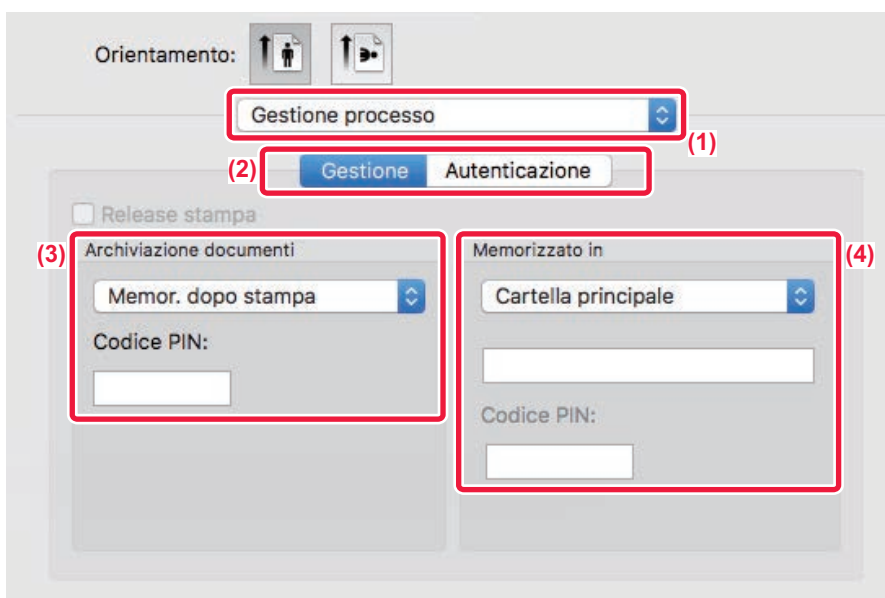 Orientamento:
Gestione processo
(1)
(2)
Gestione Autenticazione
Release stampa
(3)
Archiviazione documenti
Memor. dopo stampa
Codice PIN:
Memorizzato in
(4)
Cartella principale
Codice PIN: